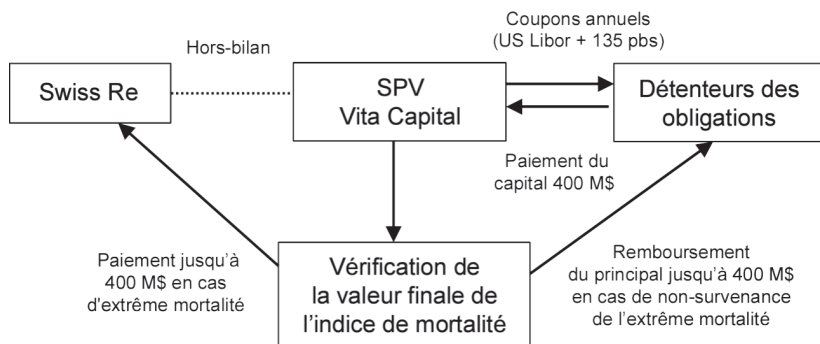 Coupons annuels
(US Libor + 135 pbs)
Hors-bilan
Swiss Re
SPV
Vita Capital
Détenteurs des
obligations
Paiement du
capital 400 M$
Paiement jusqu'à
400 M$ en cas
d'extrême mortalité
Vérification de
la valeur finale de
l'indice de mortalité
Remboursement
du principal jusqu'à 400 M$
en cas de non-survenance
de l'extrême mortalité